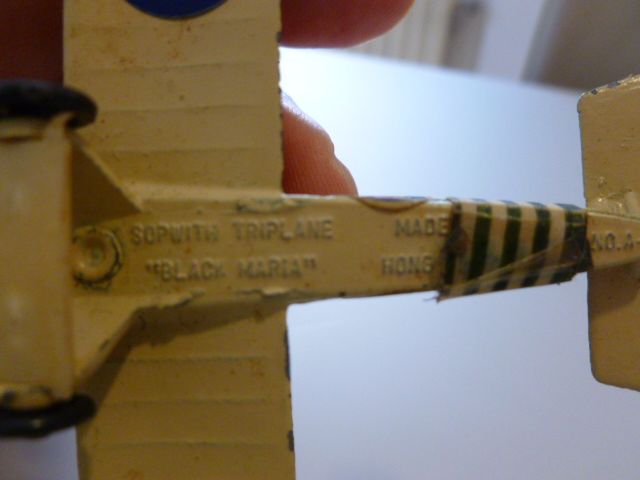 SOPWITH TRIPLANE MADE
"BLACK MARIA" HONG
NO. A